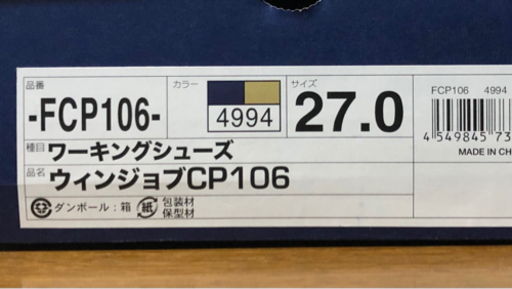 品番
-FCP106-
カラー
4994
サイズ
27.0
FCP106 4994
4 549845 73
MADE IN CH
種目 ワーキングシューズ
品名 ウィンジョブCP106
ダンボール:箱 紙 包装材
保型材